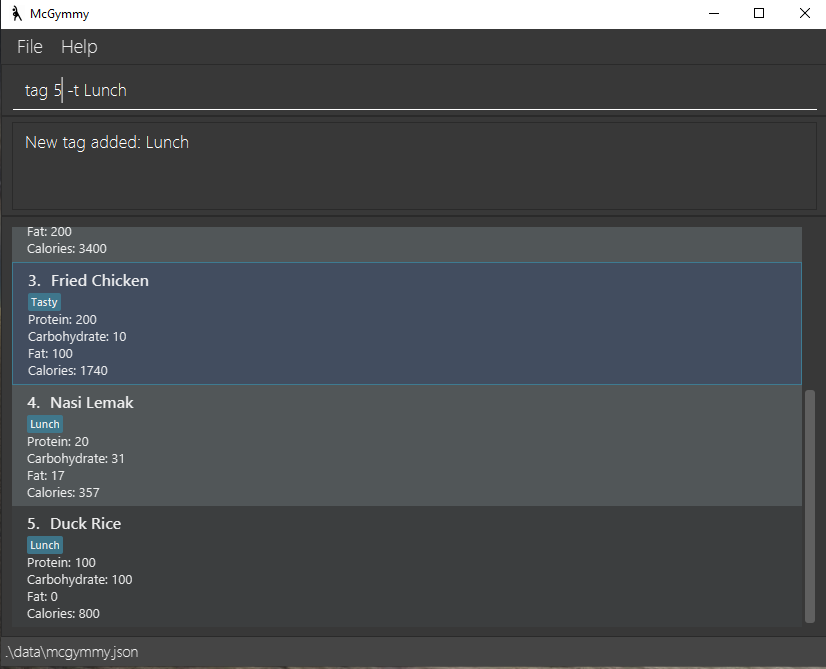 McGymmy
File Help
tag 5 -t Lunch
New tag added: Lunch
Fat: 200
Calories: 3400
3. Fried Chicken
Tasty
Protein: 200
Carbohydrate: 10
Fat: 100
Calories: 1740
4. Nasi Lemak
Lunch
Protein: 20
Carbohydrate: 31
Fat: 17
Calories: 357
5. Duck Rice
Lunch
Protein: 100
Carbohydrate: 100
Fat: 0
Calories: 800
.\data\mcgymmy.json